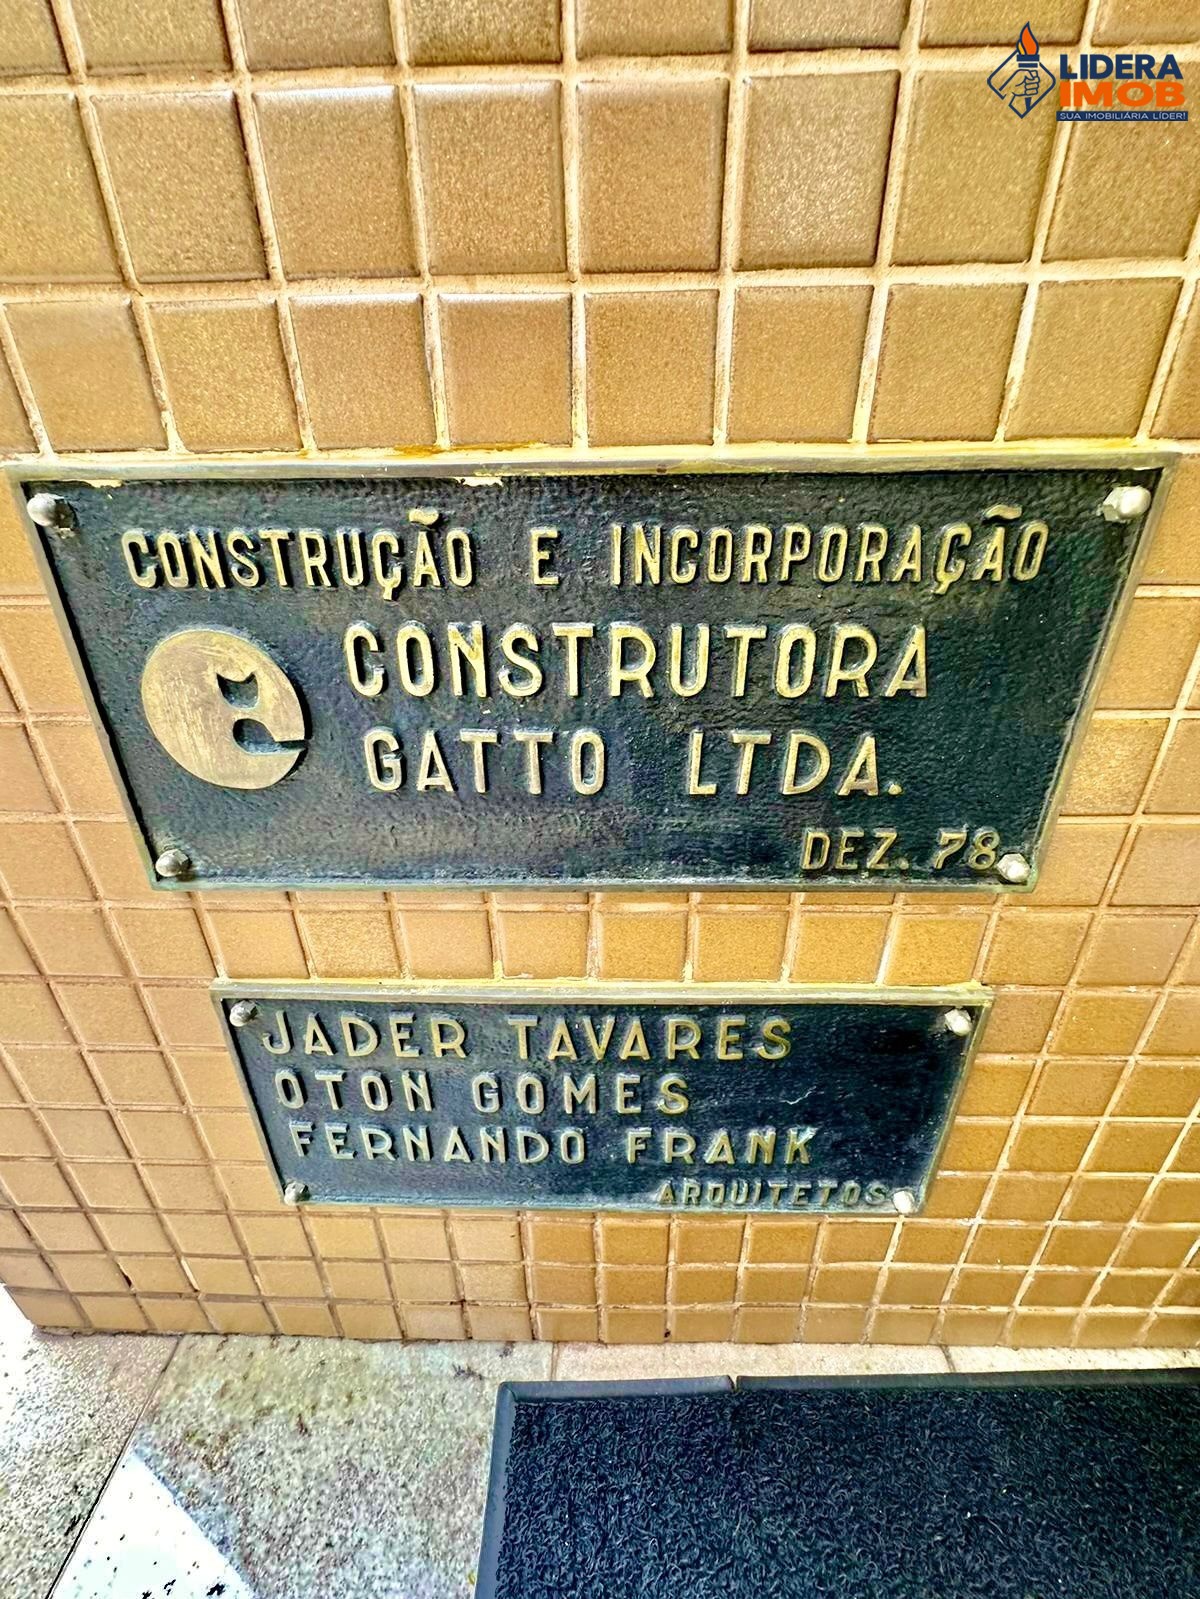 LIDERA
IMOB
SUA IMOBILIÁRIA LÍDER!
CONSTRUÇÃO E INCORPORAÇÃO
CONSTRUTORA
GATTO LTDA.
DEZ. 78
JADER TAVARES
OTON GOMES
FERNANDO FRANK
ARQUITETOS